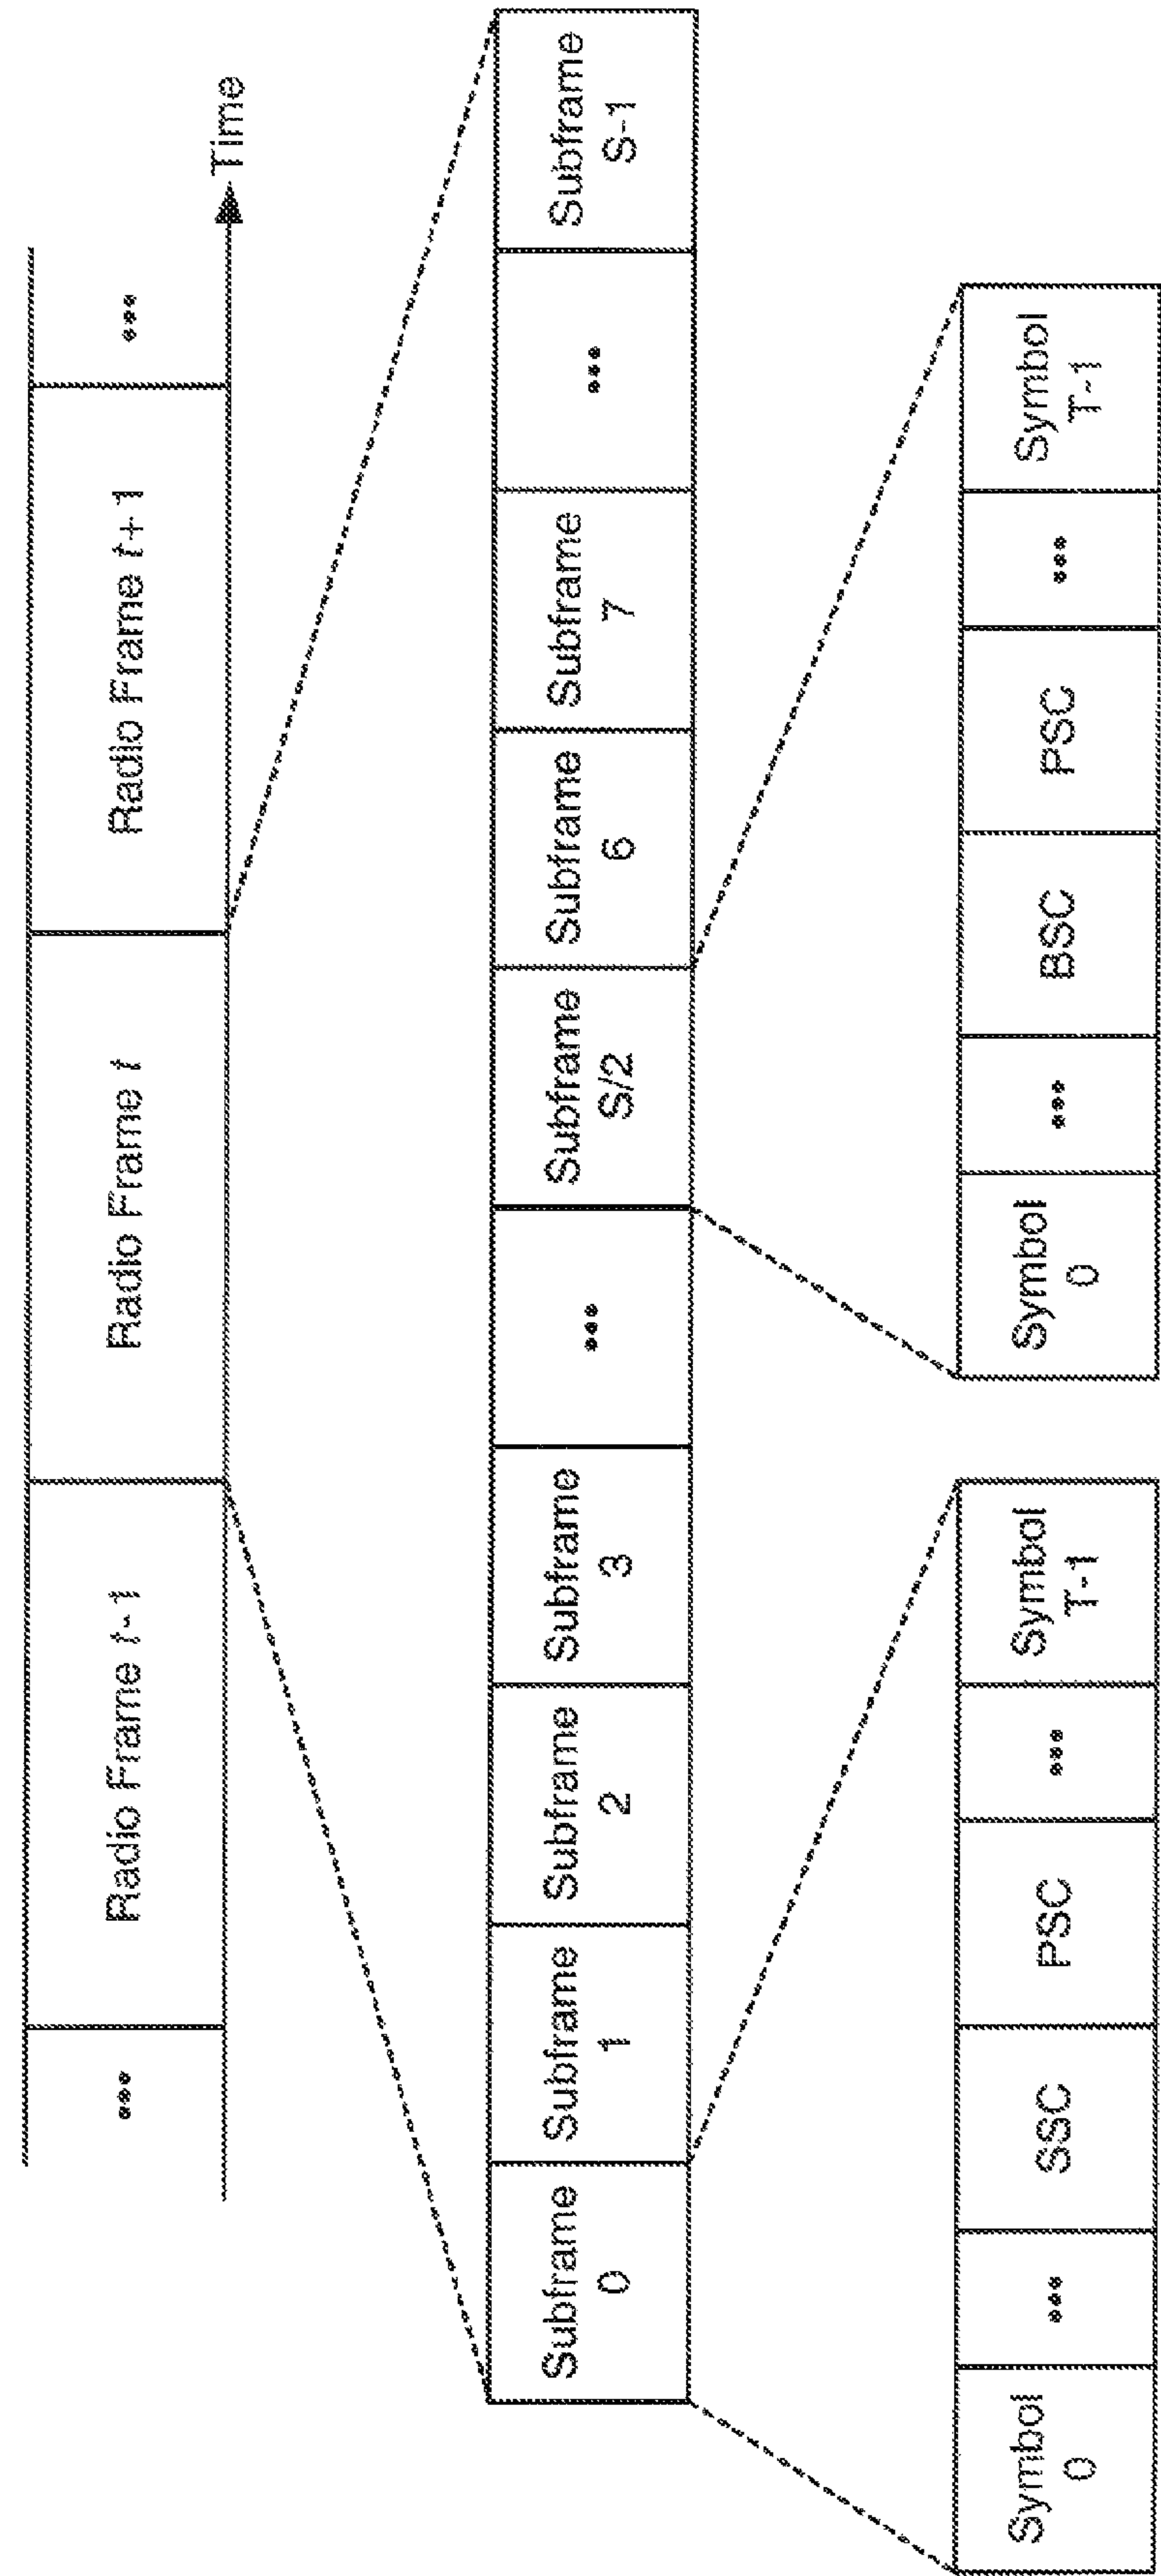 •••
Radio Frame t-1
Radio Frame t
Radio Frame t+1
•••
Time
Subframe
0
Subframe
1
Subframe
2
Subframe
3
•••
Subframe
S/2
Subframe
6
Subframe
7
•••
Subframe
S-1
Symbol
0
•••
SSC
PSC
•••
Symbol
T-1
Symbol
0
•••
BSC
PSC
•••
Symbol
T-1